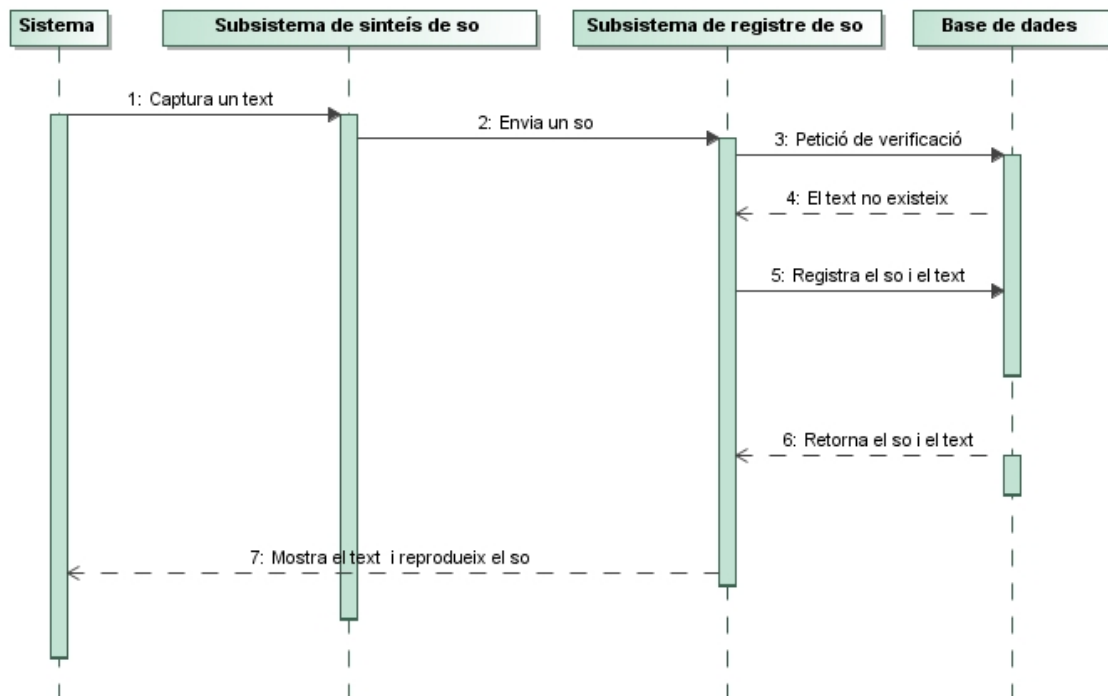 Sistema
Subsistema de sinteís de so
Subsistema de registre de so
Base de dades
1: Captura un text
2: Envia un so
3: Petició de verificació
4: El text no existeix
5: Registra el so i el text
6: Retorna el so i el text
7: Mostra el text i reprodueix el so